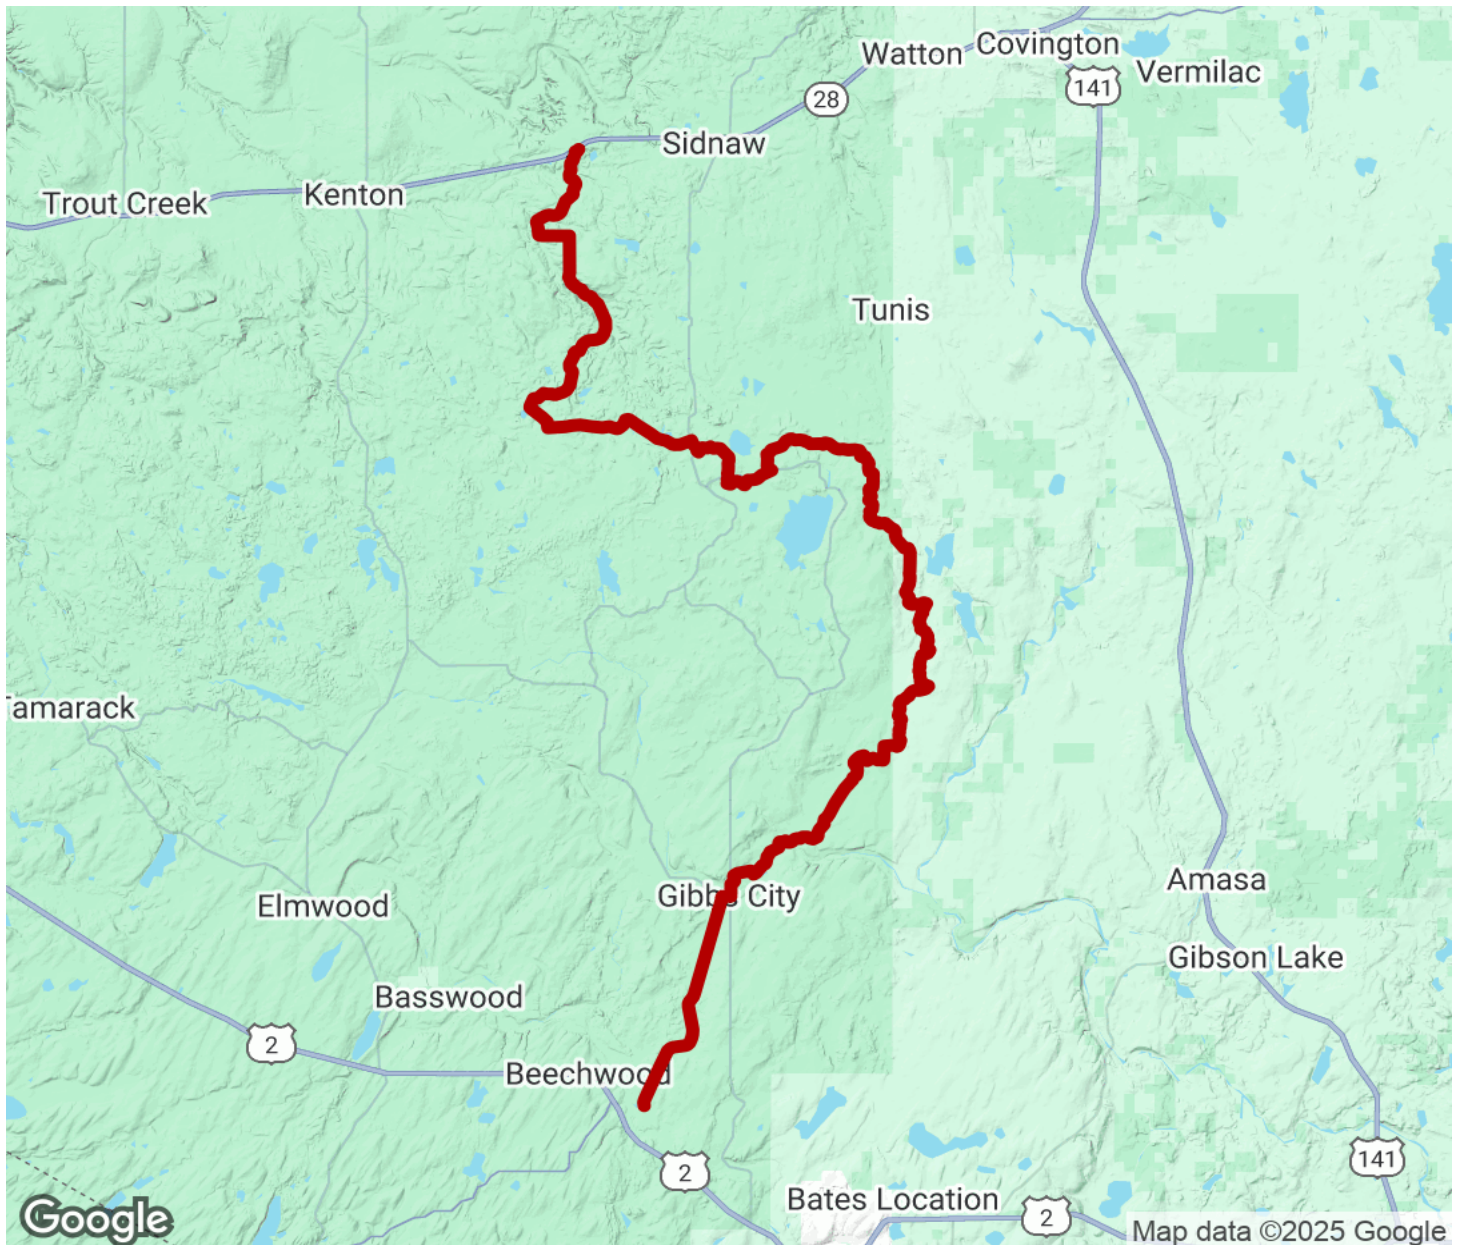 Watton
Covington
Vermilac
141
28
Sidnaw
Kenton
Trout Creek
Tunis
Tamarack
Elmwood
Gibbs City
Amasa
Gibson Lake
Basswood
2
Beechwood
2
141
Bates Location
2
Google
Map data ©2025 Google